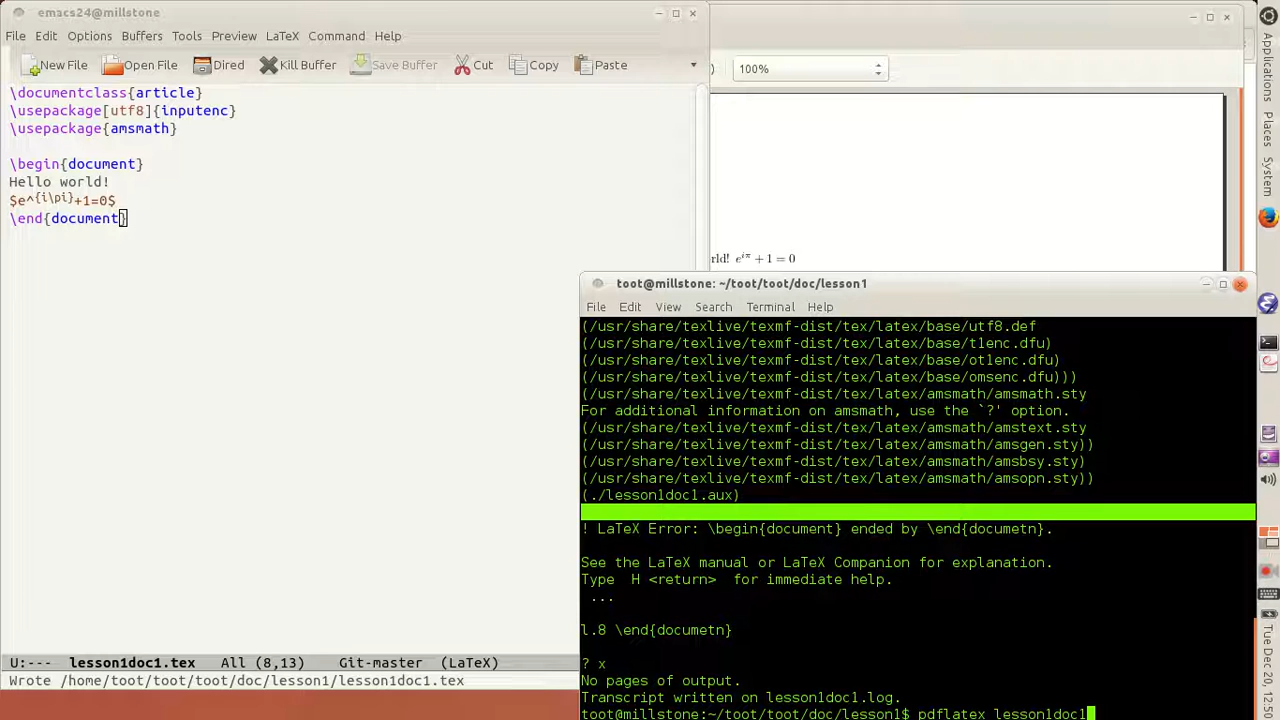 emacs24@millstone
File Edit Options Buffers Tools Preview LaTeX Command Help
New File Open File Dired Kill Buffer Save Buffer Cut Copy Paste
\documentclass{article}
\usepackage[utf8]{inputenc}
\usepackage{amsmath}
\begin{document}
Hello world!
$e^{i\pi}+1=0$
\end{document}
U:--- lesson1doc1.tex All (8,13) Git-master (LaTeX)
Wrote /home/toot/toot/toot/doc/lesson1/lesson1doc1.tex
100%
rld! e^{iπ} + 1 = 0
toot@millstone: ~/toot/toot/doc/lesson1
File Edit View Search Terminal Help
(/usr/share/texlive/texmf-dist/tex/latex/base/utf8.def
(/usr/share/texlive/texmf-dist/tex/latex/base/t1enc.dfu)
(/usr/share/texlive/texmf-dist/tex/latex/base/ot1enc.dfu)
(/usr/share/texlive/texmf-dist/tex/latex/base/omsenc.dfu)))
(/usr/share/texlive/texmf-dist/tex/latex/amsmath/amsmath.sty
For additional information on amsmath, use the `?' option.
(/usr/share/texlive/texmf-dist/tex/latex/amsmath/amstext.sty
(/usr/share/texlive/texmf-dist/tex/latex/amsmath/amsgen.sty))
(/usr/share/texlive/texmf-dist/tex/latex/amsmath/amsbsy.sty)
(/usr/share/texlive/texmf-dist/tex/latex/amsmath/amsopn.sty))
(./lesson1doc1.aux)
! LaTeX Error: \begin{document} ended by \end{documetn}.
See the LaTeX manual or LaTeX Companion for explanation.
Type H <return> for immediate help.
...
l.8 \end{documetn}
? x
No pages of output.
Transcript written on lesson1doc1.log.
toot@millstone:~/toot/toot/doc/lesson1$ pdflatex lesson1doc1
Applications
Places
System
Tue Dec 20, 12:50